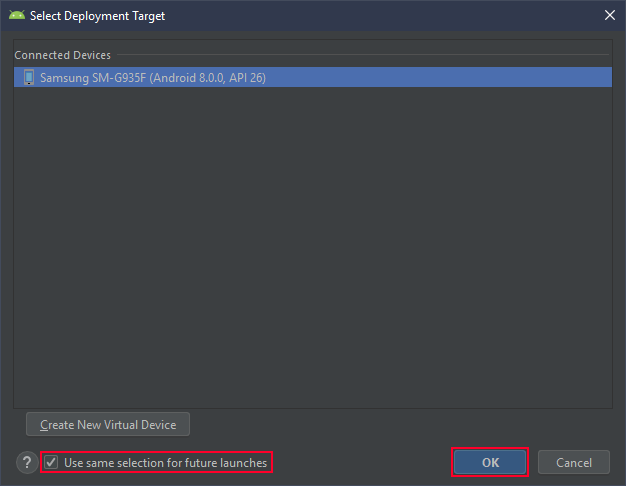 Select Deployment Target
Connected Devices
Samsung SM-G935F (Android 8.0.0, API 26)
Create New Virtual Device
? Use same selection for future launches OK Cancel